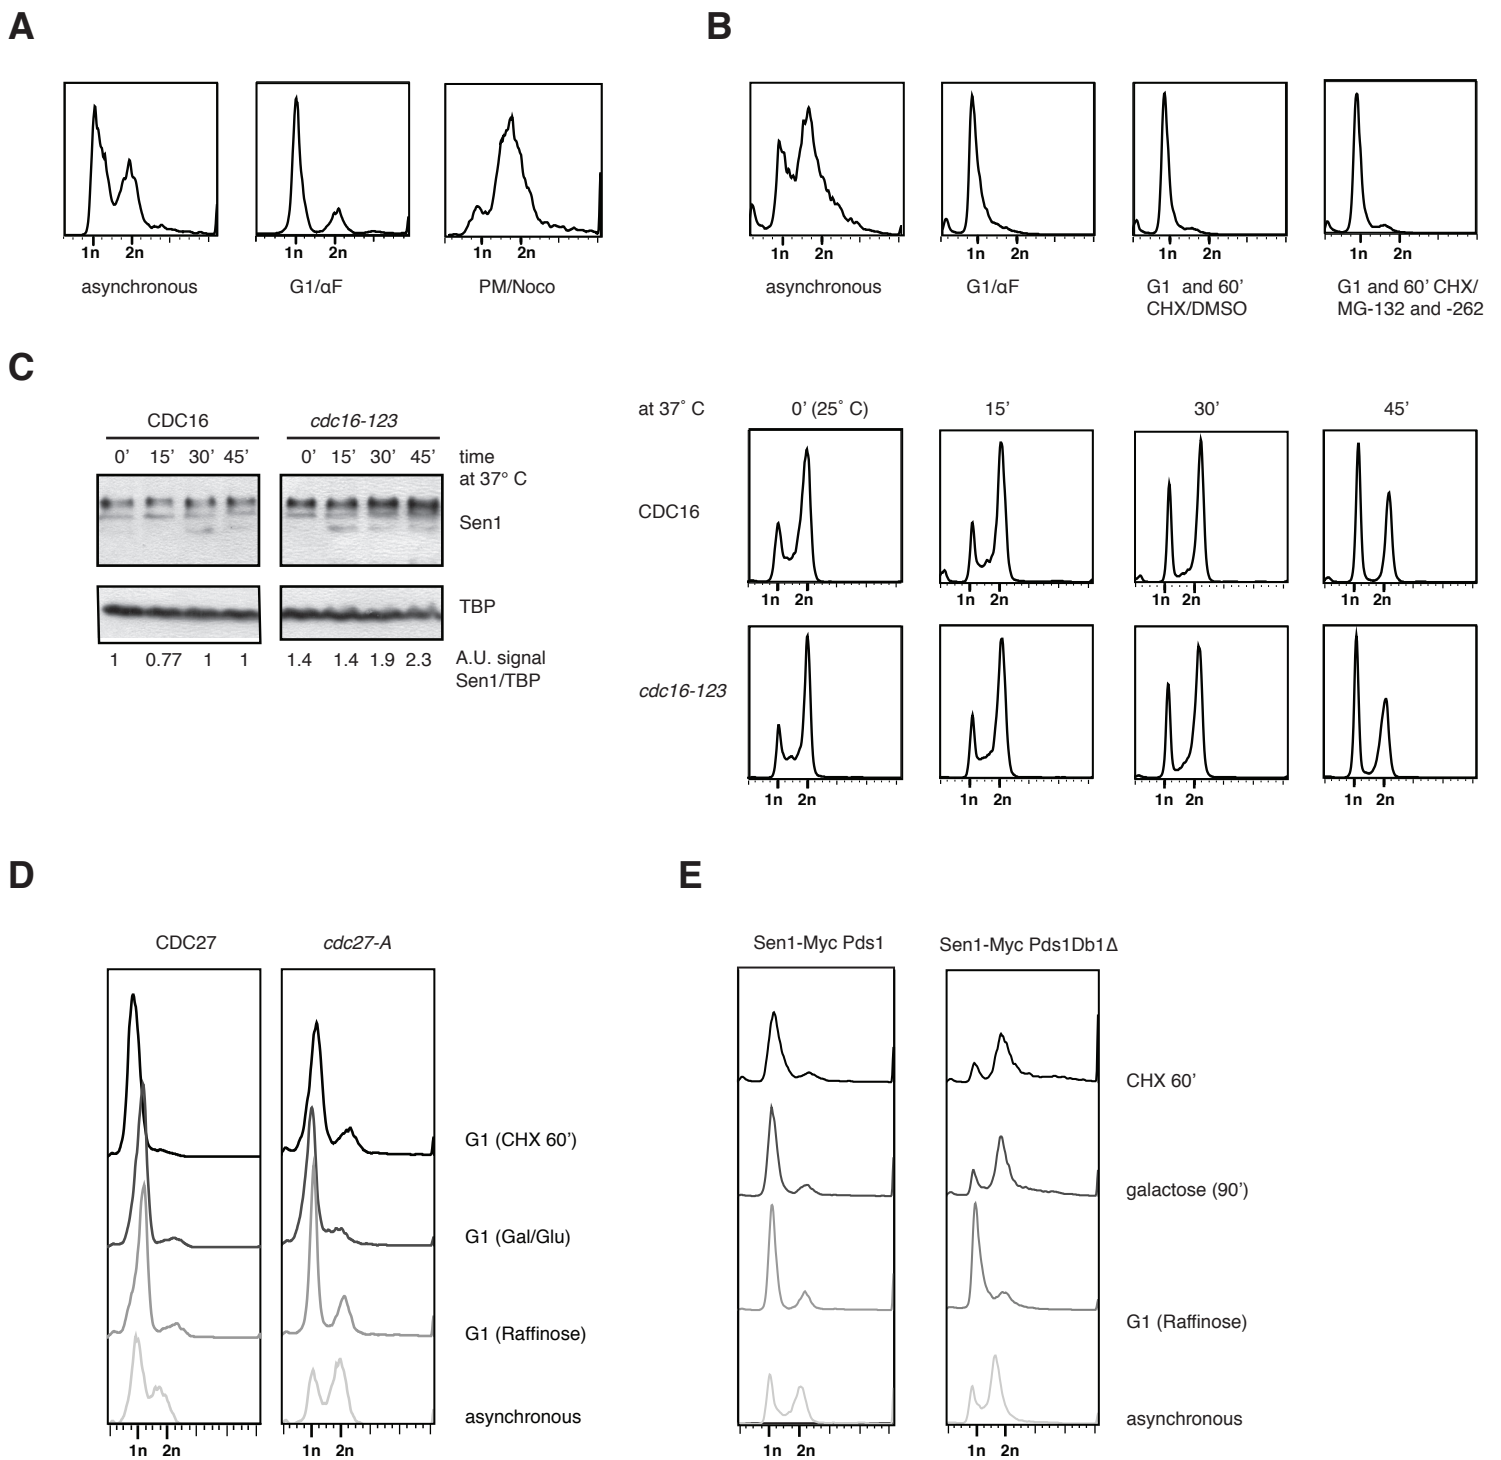 A
B
1n 2n
1n 2n
1n 2n
1n 2n
1n 2n
1n 2n
1n 2n
asynchronous
G1/αF
PM/Noco
asynchronous
G1/αF
G1 and 60’
CHX/DMSO
G1 and 60’ CHX/
MG-132 and -262
C
CDC16
cdc16-123
0’ 15’ 30’ 45’
0’ 15’ 30’ 45’
time
at 37° C
Sen1
TBP
1 0.77 1 1
1.4 1.4 1.9 2.3
A.U. signal
Sen1/TBP
at 37˚ C
0’ (25˚ C)
15’
30’
45’
CDC16
1n 2n
1n 2n
1n 2n
1n 2n
cdc16-123
1n 2n
1n 2n
1n 2n
1n 2n
D
CDC27
cdc27-A
G1 (CHX 60’)
G1 (Gal/Glu)
G1 (Raffinose)
asynchronous
1n 2n
1n 2n
E
Sen1-Myc Pds1
Sen1-Myc Pds1Db1Δ
CHX 60’
galactose (90’)
G1 (Raffinose)
asynchronous
1n 2n
1n 2n